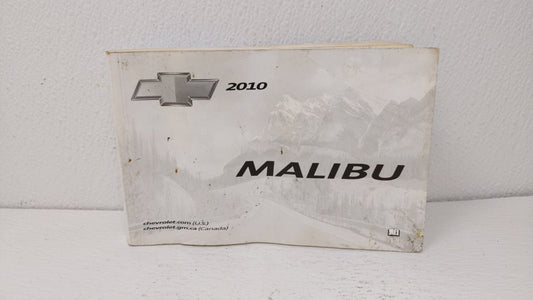 2010
MALIBU
chevrolet.com (U.S.)
chevrolet.gm.ca (Canada)